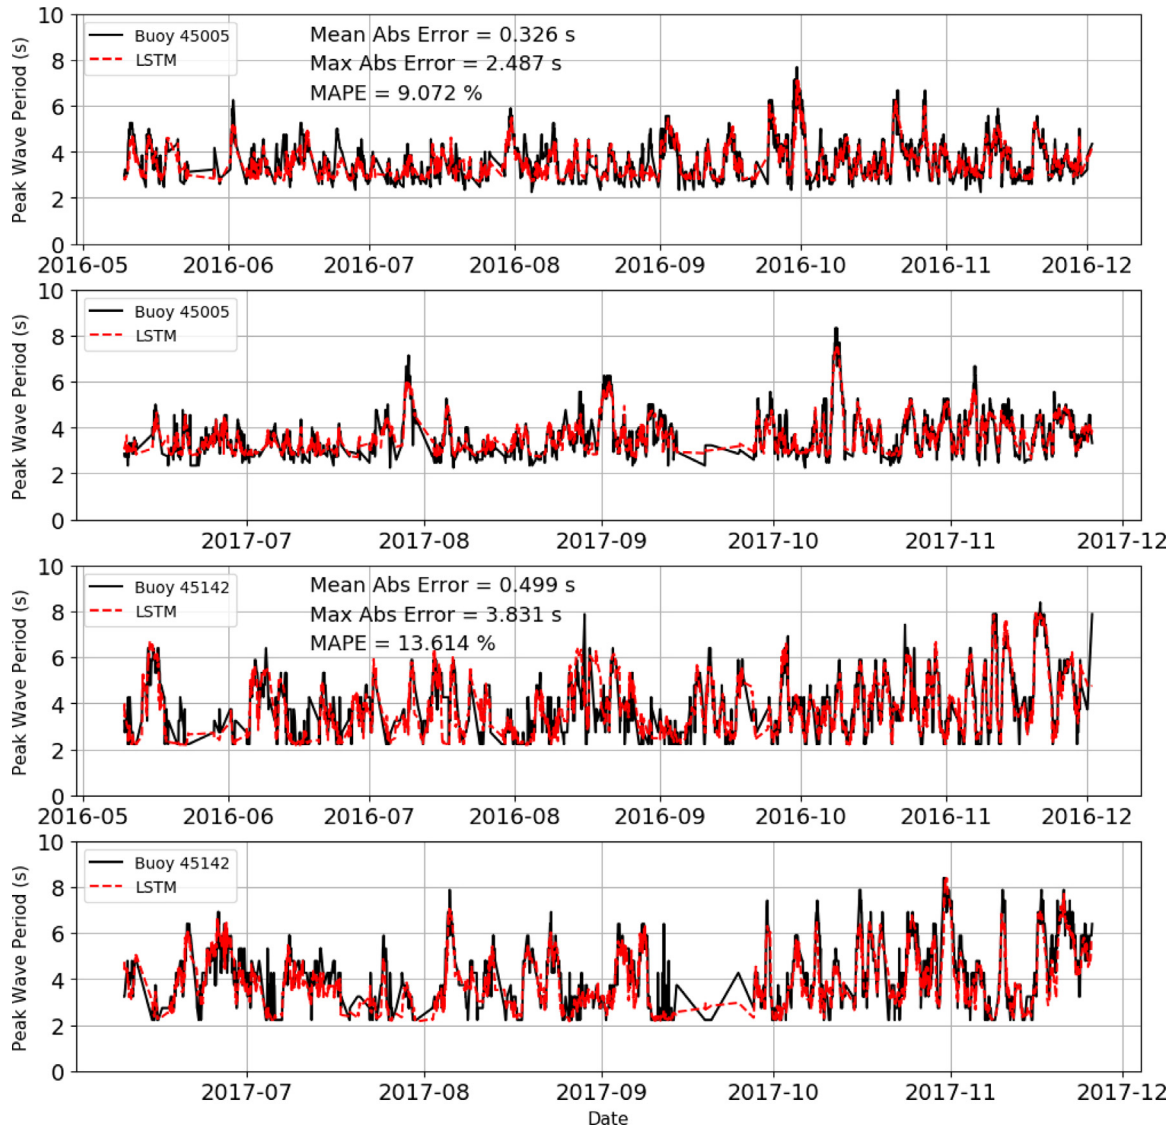 10
8
6
4
2
0
Peak Wave Period (s)
Buoy 45005
LSTM
Mean Abs Error = 0.326 s
Max Abs Error = 2.487 s
MAPE = 9.072 %
2016-05 2016-06 2016-07 2016-08 2016-09 2016-10 2016-11 2016-12
10
8
6
4
2
0
Peak Wave Period (s)
Buoy 45005
LSTM
2017-07 2017-08 2017-09 2017-10 2017-11 2017-12
10
8
6
4
2
0
Peak Wave Period (s)
Buoy 45142
LSTM
Mean Abs Error = 0.499 s
Max Abs Error = 3.831 s
MAPE = 13.614 %
2016-05 2016-06 2016-07 2016-08 2016-09 2016-10 2016-11 2016-12
10
8
6
4
2
0
Peak Wave Period (s)
Buoy 45142
LSTM
2017-07 2017-08 2017-09 2017-10 2017-11 2017-12
Date